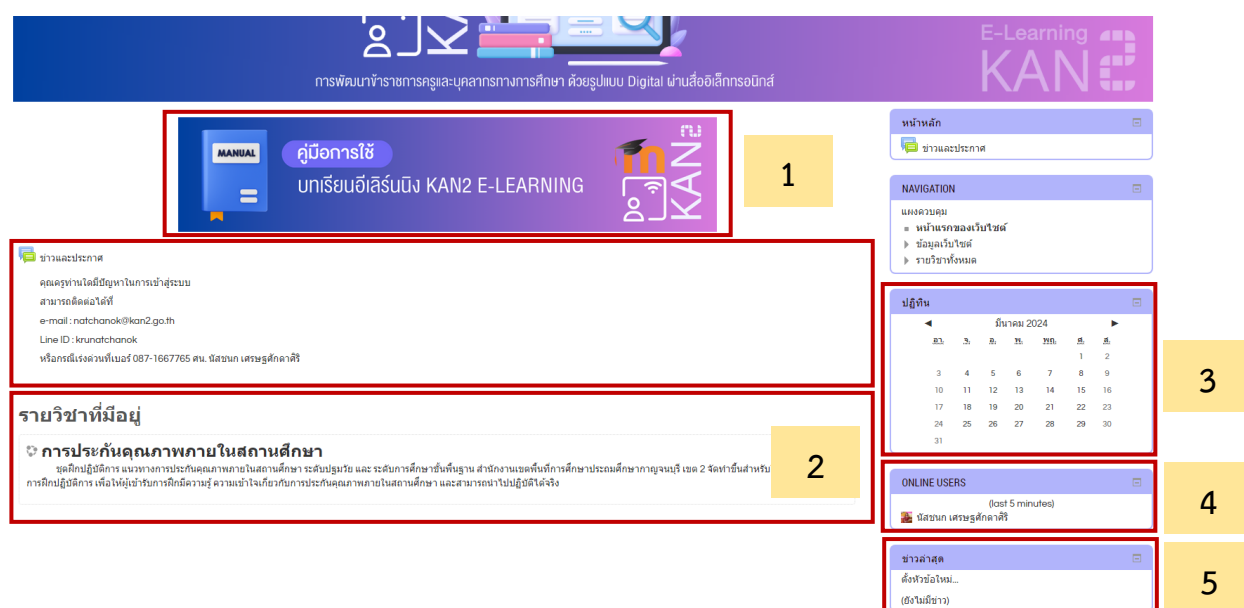 E-Learning
KAN2
การพัฒนาข้าราชการครูและบุคลากรทางการศึกษา ด้วยรูปแบบ Digital ผ่านสื่ออิเล็กทรอนิกส์
MANUAL
คู่มือการใช้
บทเรียนอีเลิร์นนิง KAN2 E-LEARNING
KAN2
1
ข่าวและประกาศ
คุณครูท่านใดมีปัญหาในการเข้าสู่ระบบ
สามารถติดต่อได้ที่
e-mail : natchanok@kan2.go.th
Line ID : krunatchanok
หรือกรณีเร่งด่วนที่เบอร์ 087-1667765 ศน. นัสชนก เศรษฐศักดาศิริ
รายวิชาที่มีอยู่
การประกันคุณภาพภายในสถานศึกษา
ชุดฝึกปฏิบัติการ แนวทางการประกันคุณภาพภายในสถานศึกษา ระดับปฐมวัย และ ระดับการศึกษาขั้นพื้นฐาน สำนักงานเขตพื้นที่การศึกษาประถมศึกษากาญจนบุรี เขต 2 จัดทำขึ้นสำหรับ
การฝึกปฏิบัติการ เพื่อให้ผู้เข้ารับการฝึกมีความรู้ ความเข้าใจเกี่ยวกับการประกันคุณภาพภายในสถานศึกษา และสามารถนำไปปฏิบัติได้จริง
2
หน้าหลัก
ข่าวและประกาศ
NAVIGATION
แผงควบคุม
หน้าแรกของเว็บไซต์
ข้อมูลเว็บไซต์
รายวิชาทั้งหมด
ปฏิทิน
◄ มีนาคม 2024 ►
อา. จ. อ. พ. พฤ. ศ. ส.
1 2
3 4 5 6 7 8 9
10 11 12 13 14 15 16
17 18 19 20 21 22 23
24 25 26 27 28 29 30
31
3
ONLINE USERS
(last 5 minutes)
นัสชนก เศรษฐศักดาศิริ
4
ข่าวล่าสุด
ตั้งหัวข้อใหม่...
(ยังไม่มีข่าว)
5